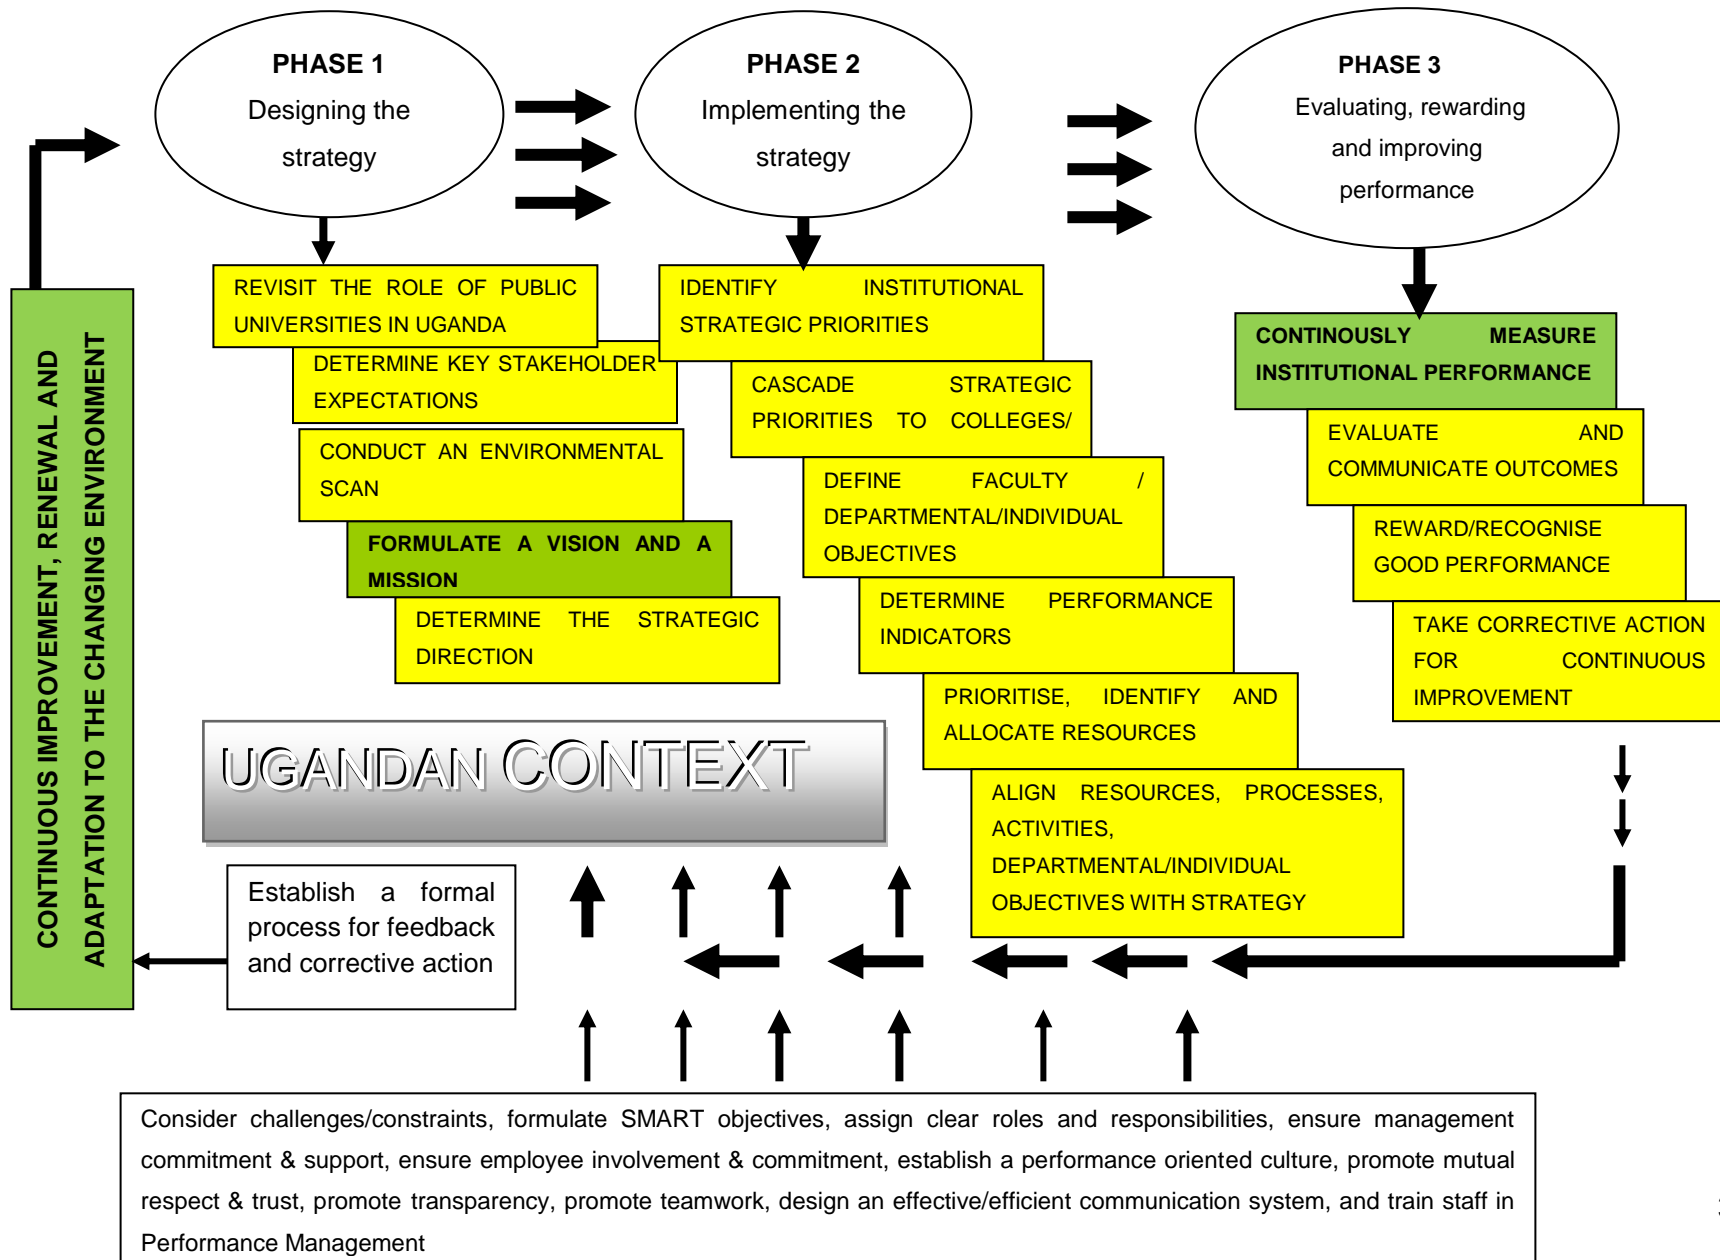 PHASE 1
Designing the
strategy
PHASE 2
Implementing the
strategy
PHASE 3
Evaluating, rewarding
and improving
performance
CONTINUOUS IMPROVEMENT, RENEWAL AND
ADAPTATION TO THE CHANGING ENVIRONMENT
REVISIT THE ROLE OF PUBLIC
UNIVERSITIES IN UGANDA
DETERMINE KEY STAKEHOLDER
EXPECTATIONS
CONDUCT AN ENVIRONMENTAL
SCAN
FORMULATE A VISION AND A
MISSION
DETERMINE THE STRATEGIC
DIRECTION
IDENTIFY INSTITUTIONAL
STRATEGIC PRIORITIES
CASCADE STRATEGIC
PRIORITIES TO COLLEGES/
DEFINE FACULTY /
DEPARTMENTAL/INDIVIDUAL
OBJECTIVES
DETERMINE PERFORMANCE
INDICATORS
PRIORITISE, IDENTIFY AND
ALLOCATE RESOURCES
ALIGN RESOURCES, PROCESSES,
ACTIVITIES,
DEPARTMENTAL/INDIVIDUAL
OBJECTIVES WITH STRATEGY
CONTINOUSLY MEASURE
INSTITUTIONAL PERFORMANCE
EVALUATE AND
COMMUNICATE OUTCOMES
REWARD/RECOGNISE
GOOD PERFORMANCE
TAKE CORRECTIVE ACTION
FOR CONTINUOUS
IMPROVEMENT
UGANDAN CONTEXT
Establish a formal
process for feedback
and corrective action
Consider challenges/constraints, formulate SMART objectives, assign clear roles and responsibilities, ensure management
commitment & support, ensure employee involvement & commitment, establish a performance oriented culture, promote mutual
respect & trust, promote transparency, promote teamwork, design an effective/efficient communication system, and train staff in
Performance Management